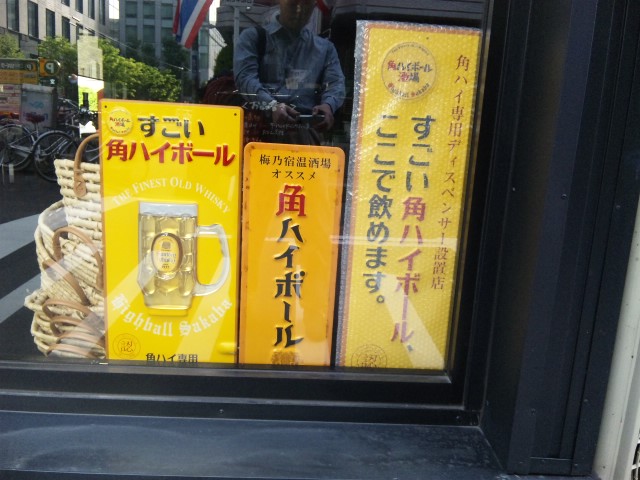 角ハイボール
酒場
すごい
角ハイボール
THE FINEST OLD WHISKY
Highball Sakaba
角ハイ専用
梅乃宿温酒場
オススメ
角ハイボール
角ハイボール
酒場
Highball Sakaba
角ハイ専用ディスペンサー設置店
すごい角ハイボール、
ここで飲めます。